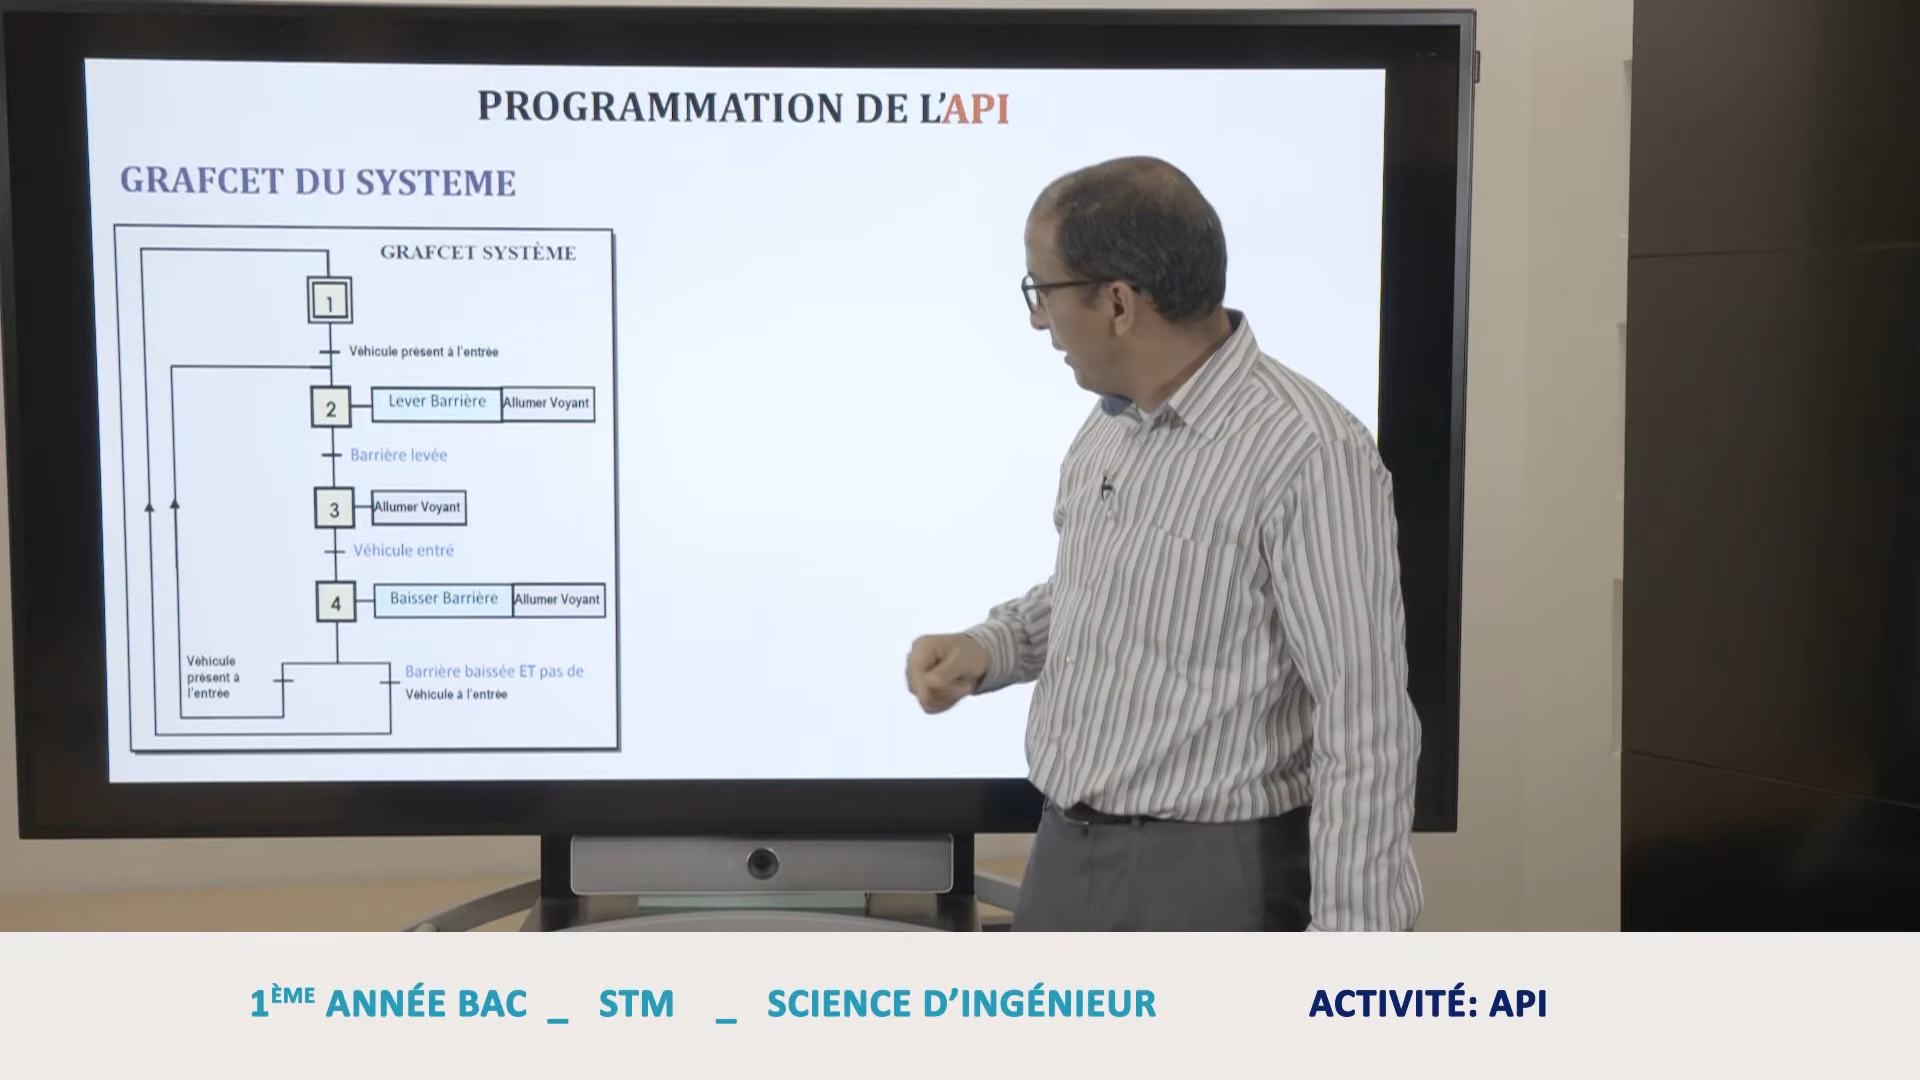 PROGRAMMATION DE L'API
GRAFCET DU SYSTEME
GRAFCET SYSTÈME
1
Véhicule présent à l'entrée
2
Lever Barrière
Allumer Voyant
Barrière levée
3
Allumer Voyant
Véhicule entré
4
Baisser Barrière
Allumer Voyant
Véhicule
présent à
l'entrée
Barrière baissée ET pas de
Véhicule à l'entrée
1ÈME ANNÉE BAC _ STM _ SCIENCE D'INGÉNIEUR
ACTIVITÉ: API